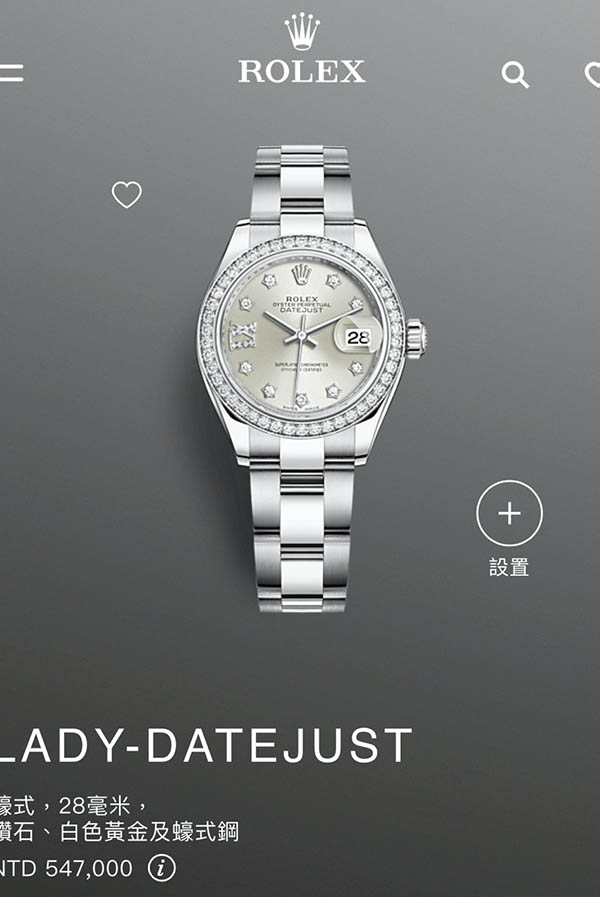 ROLEX
ROLEX
OYSTER PERPETUAL
DATEJUST
28
SUPERLATIVE CHRONOMETER
OFFICIALLY CERTIFIED
SWISS MADE
設置
LADY-DATEJUST
蠔式，28毫米，
鑽石、白色黃金及蠔式鋼
NTD 547,000